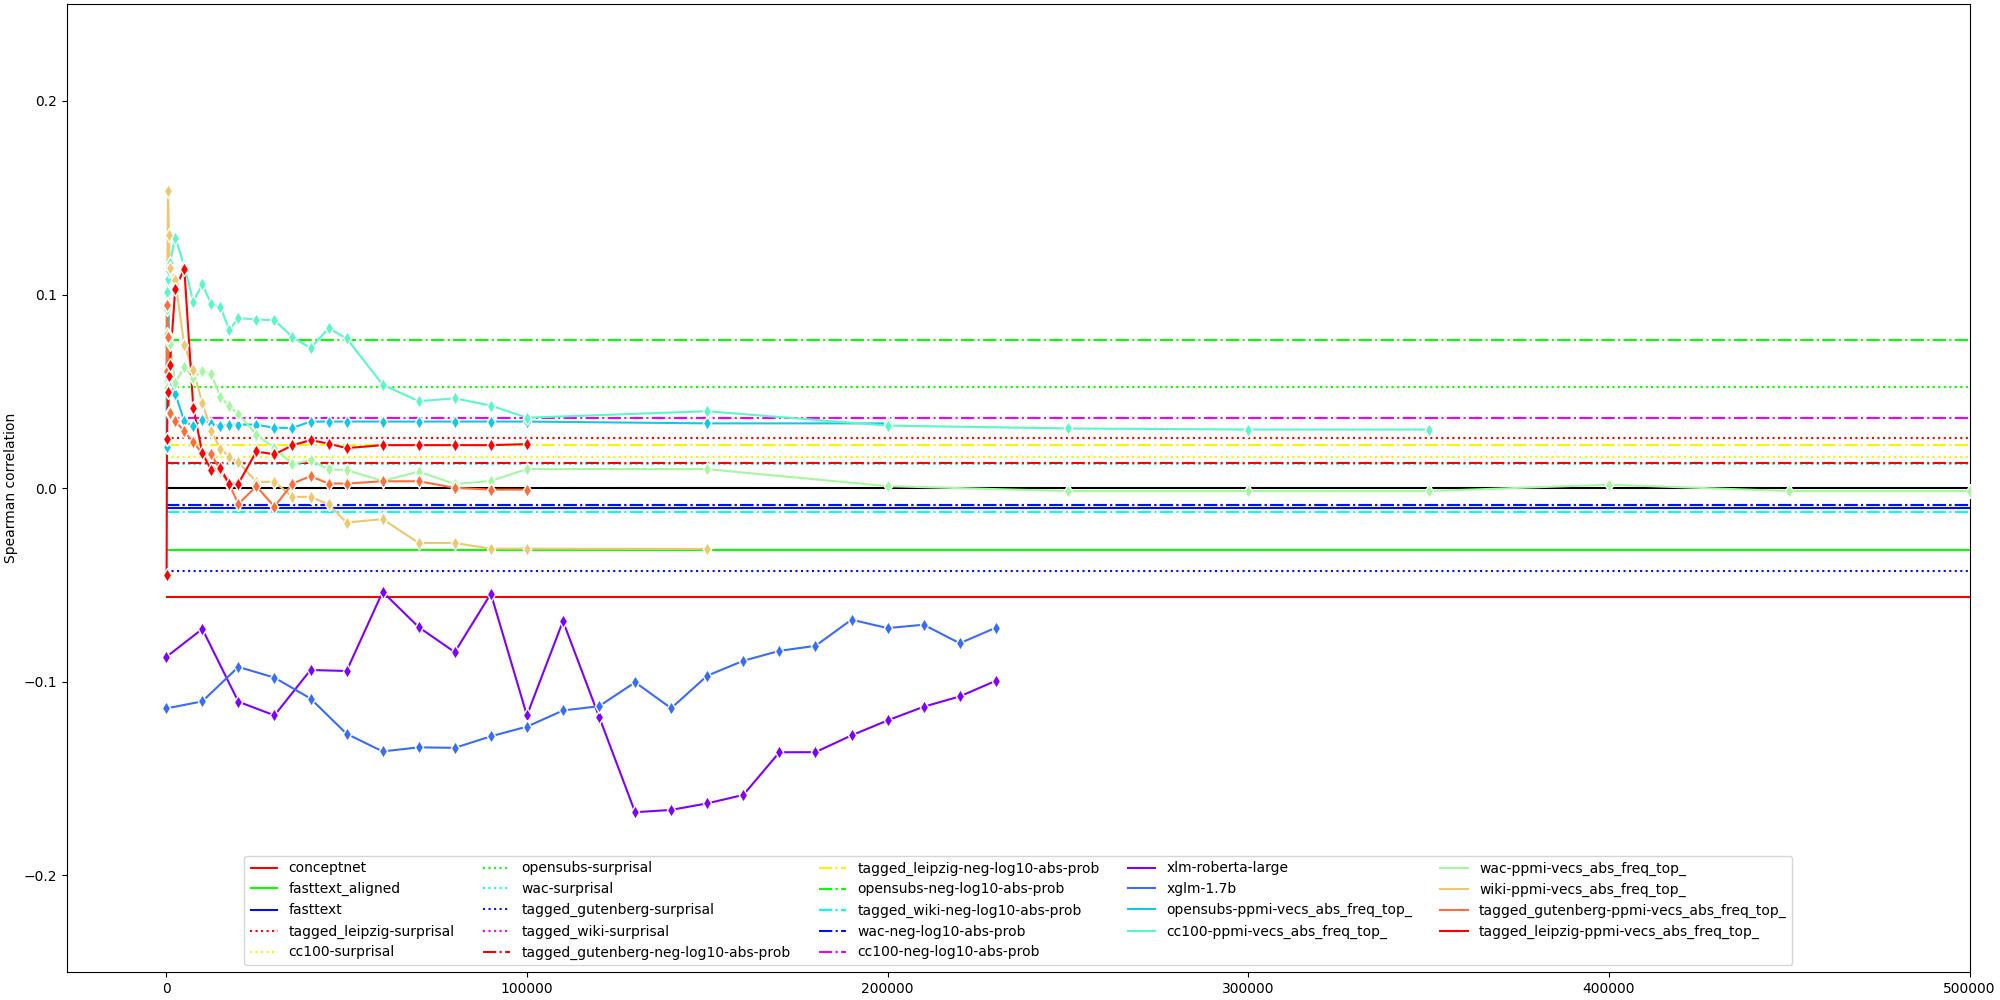 Spearman correlation
0.2
0.1
0.0
−0.1
−0.2
conceptnet
fasttext_aligned
fasttext
tagged_leipzig-surprisal
cc100-surprisal
opensubs-surprisal
wac-surprisal
tagged_gutenberg-surprisal
tagged_wiki-surprisal
tagged_gutenberg-neg-log10-abs-prob
tagged_leipzig-neg-log10-abs-prob
opensubs-neg-log10-abs-prob
tagged_wiki-neg-log10-abs-prob
wac-neg-log10-abs-prob
cc100-neg-log10-abs-prob
xlm-roberta-large
xglm-1.7b
opensubs-ppmi-vecs_abs_freq_top_
cc100-ppmi-vecs_abs_freq_top_
wac-ppmi-vecs_abs_freq_top_
wiki-ppmi-vecs_abs_freq_top_
tagged_gutenberg-ppmi-vecs_abs_freq_top_
tagged_leipzig-ppmi-vecs_abs_freq_top_
0 100000 200000 300000 400000 500000